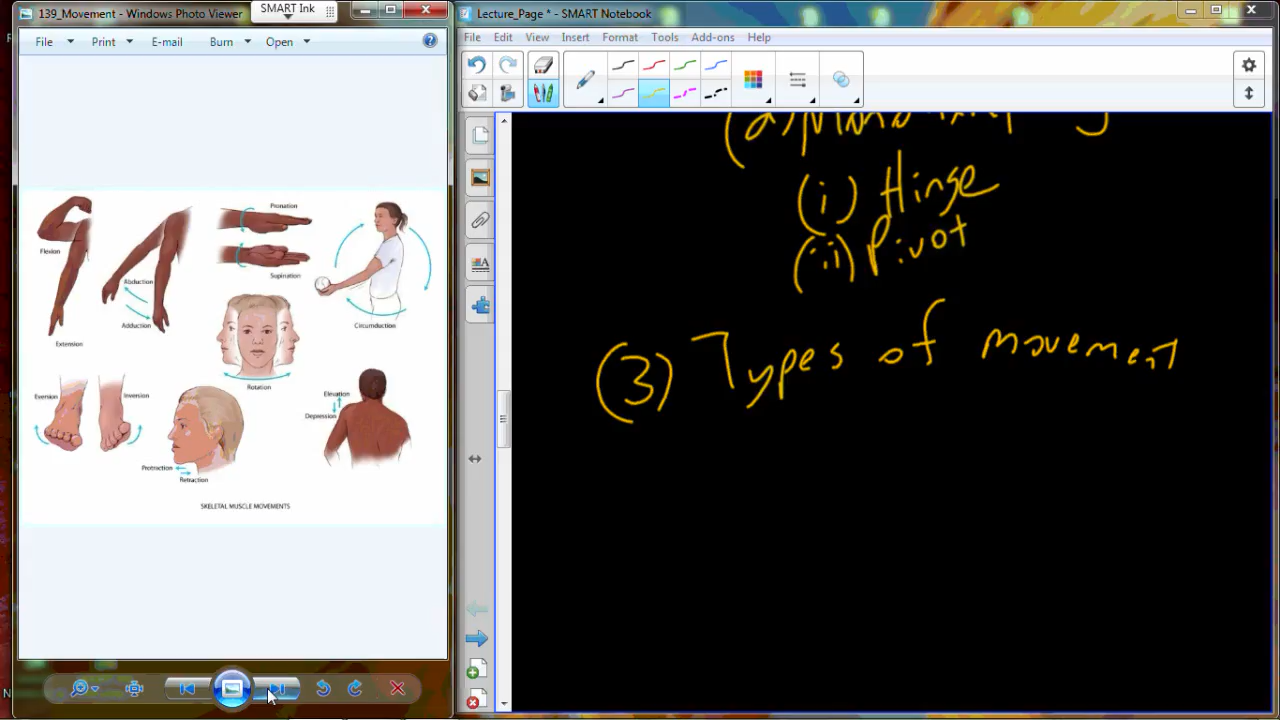 139_Movement - Windows Photo Viewer
SMART Ink
File Print E-mail Burn Open
Flexion
Extension
Abduction
Adduction
Pronation
Supination
Circumduction
Rotation
Eversion
Inversion
Protraction
Retraction
Elevation
Depression
SKELETAL MUSCLE MOVEMENTS
Lecture_Page * - SMART Notebook
File Edit View Insert Format Tools Add-ons Help
(i) Hinge
(ii) Pivot
(3) Types of movement